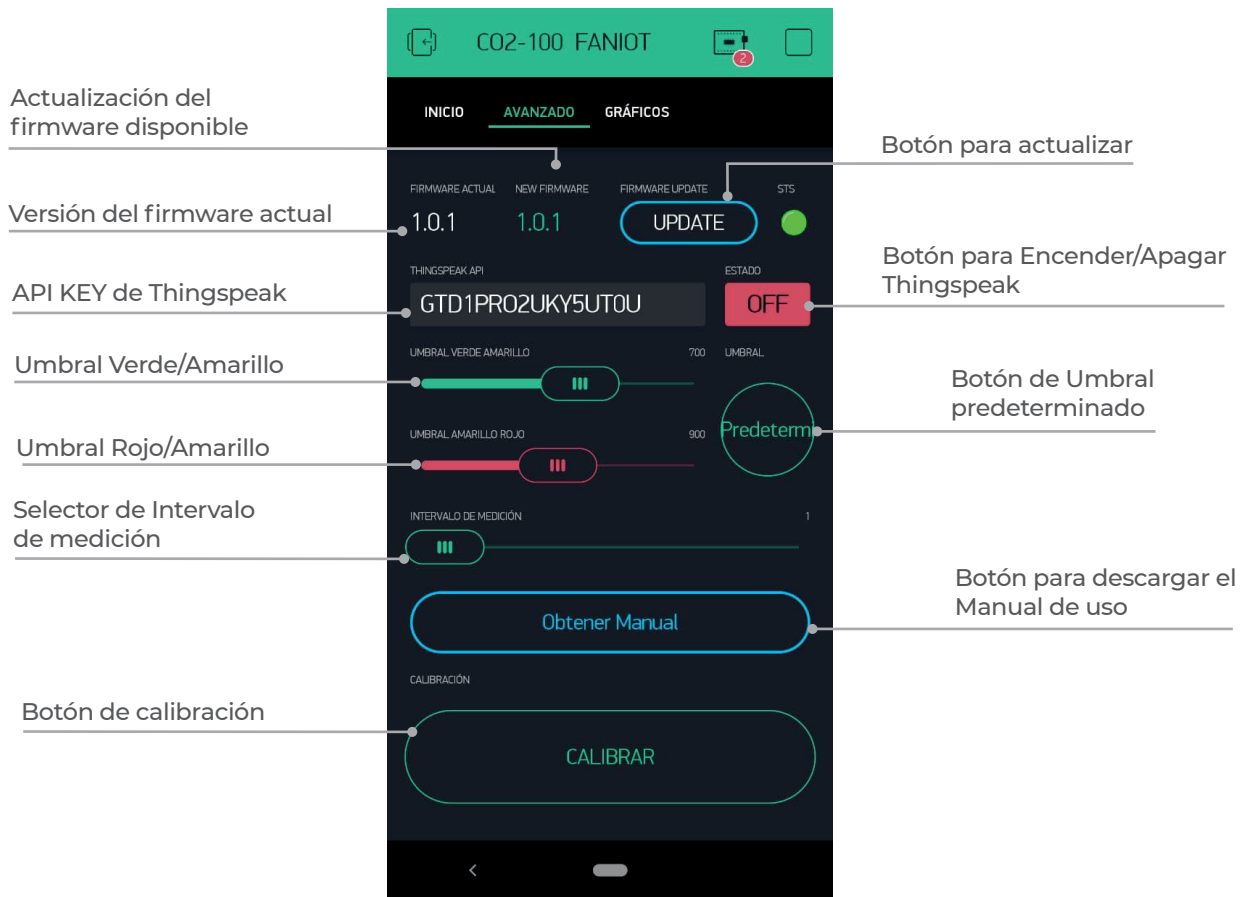 CO2-100 FANIOT
2
INICIO AVANZADO GRÁFICOS
Actualización del
firmware disponible
Botón para actualizar
FIRMWARE ACTUAL NEW FIRMWARE FIRMWARE UPDATE STS
Versión del firmware actual
1.0.1 1.0.1 UPDATE
Botón para Encender/Apagar
Thingspeak
THINGSPEAK API ESTADO
API KEY de Thingspeak
GTD1PRO2UKY5UT0U OFF
UMBRAL VERDE AMARILLO 700 UMBRAL
Umbral Verde/Amarillo
Botón de Umbral
predeterminado
UMBRAL AMARILLO ROJO 900 Predeterm
Umbral Rojo/Amarillo
Selector de Intervalo
de medición
INTERVALO DE MEDICIÓN 1
Botón para descargar el
Manual de uso
Obtener Manual
CALIBRACIÓN
Botón de calibración
CALIBRAR